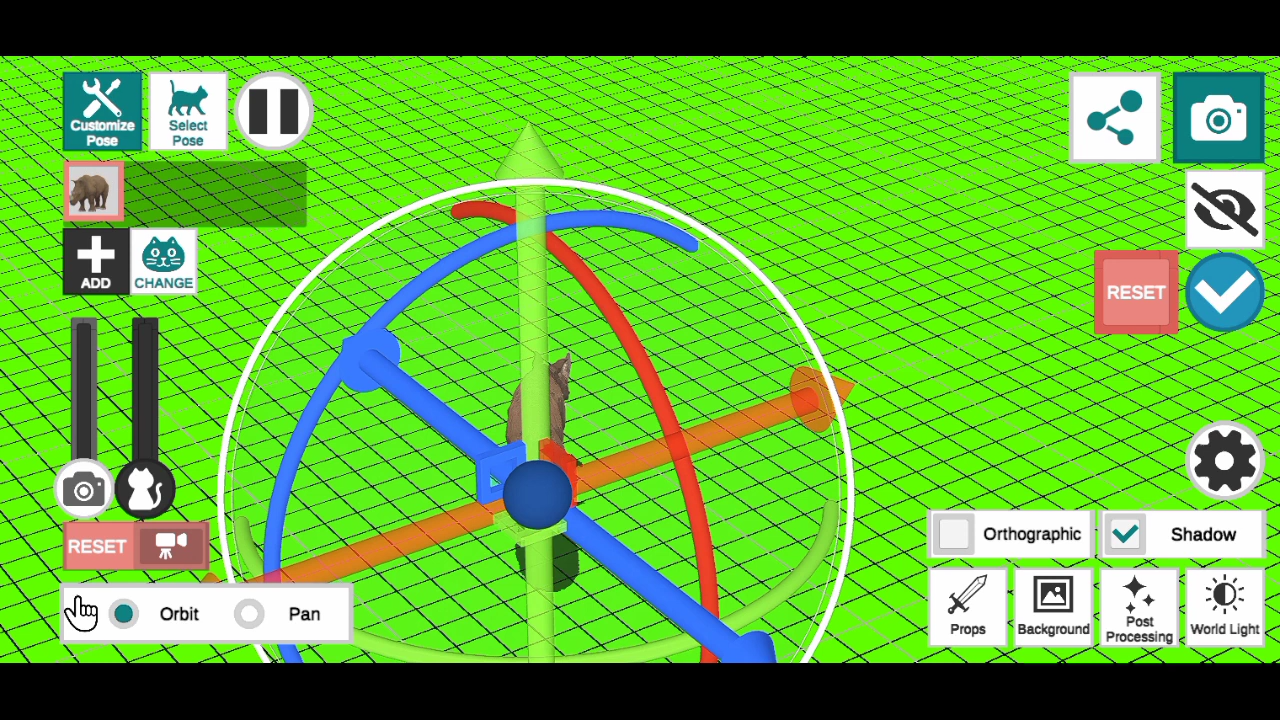 Customize
Pose
Select
Pose
ADD
CHANGE
RESET
RESET
Orbit
Pan
Orthographic
Shadow
Props
Background
Post
Processing
World Light